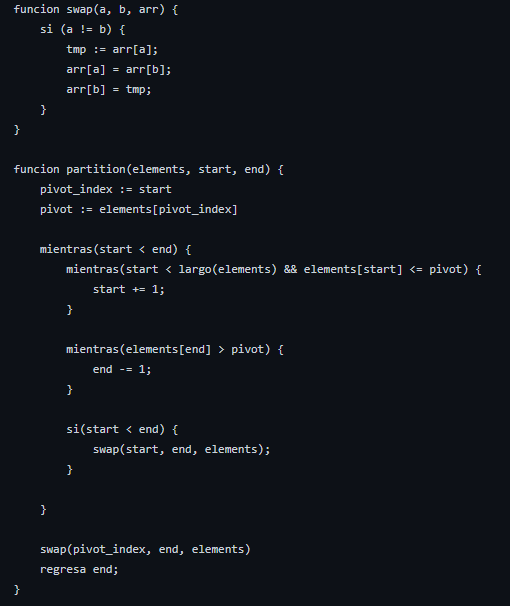 funcion swap(a, b, arr) {
    si (a != b) {
        tmp := arr[a];
        arr[a] = arr[b];
        arr[b] = tmp;
    }
}

funcion partition(elements, start, end) {
    pivot_index := start
    pivot := elements[pivot_index]

    mientras(start < end) {
        mientras(start < largo(elements) && elements[start] <= pivot) {
            start += 1;
        }

        mientras(elements[end] > pivot) {
            end -= 1;
        }

        si(start < end) {
            swap(start, end, elements);
        }

    }

    swap(pivot_index, end, elements)
    regresa end;
}